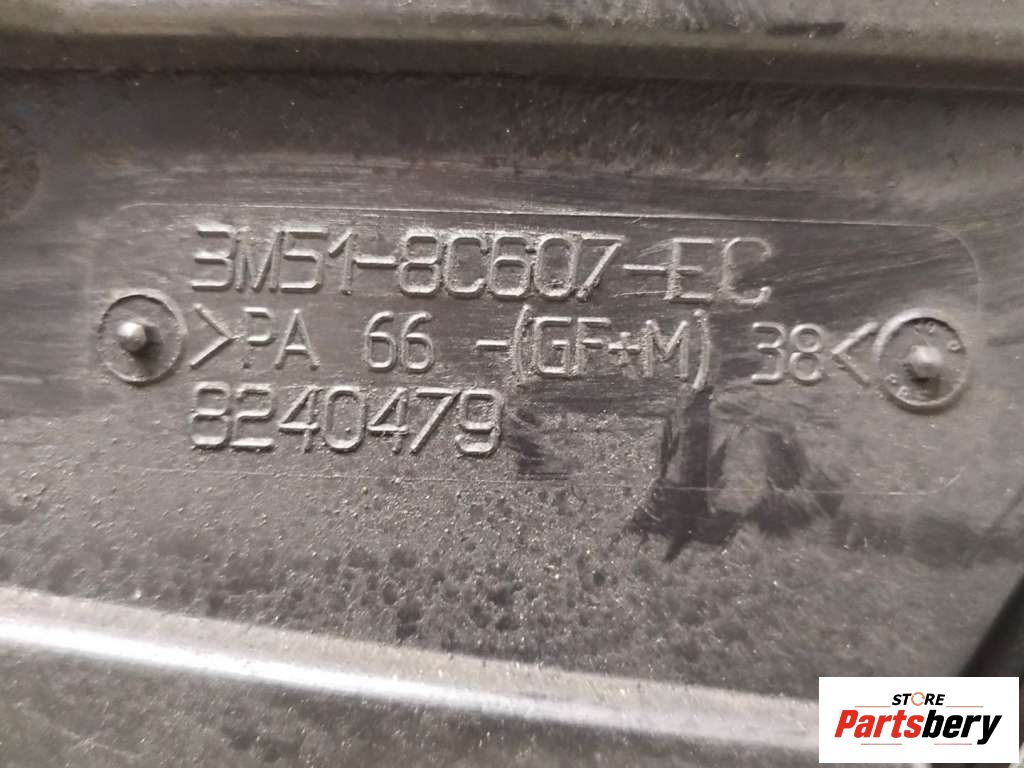 3M51-8C607-EC
>PA 66 -(GF+M) 38<
8240479
STORE
Partsbery